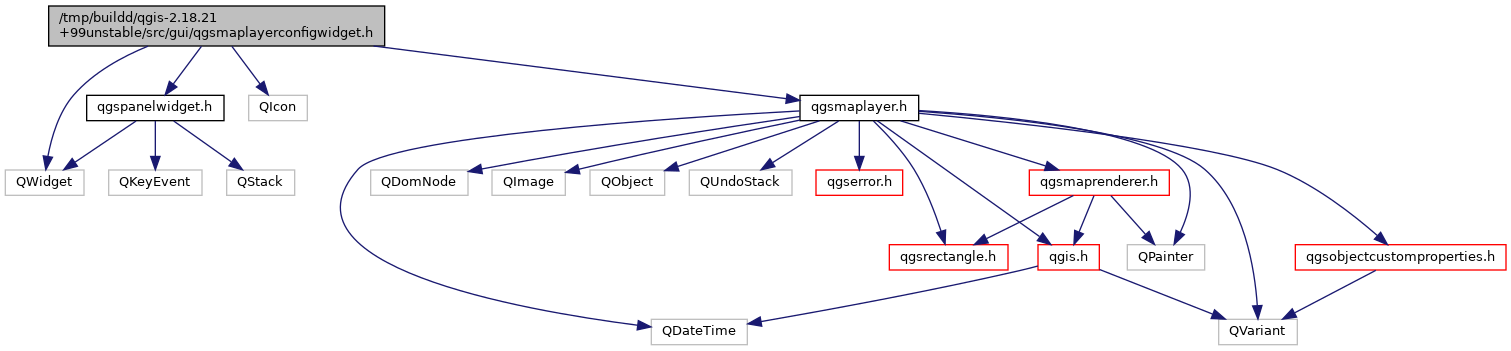 /tmp/buildd/qgis-2.18.21
+99unstable/src/gui/qgsmaplayerconfigwidget.h
qgspanelwidget.h
QIcon
qgsmaplayer.h
QWidget
QKeyEvent
QStack
QDomNode
QImage
QObject
QUndoStack
qgserror.h
qgsmaprenderer.h
qgsrectangle.h
qgis.h
QPainter
qgsobjectcustomproperties.h
QDateTime
QVariant